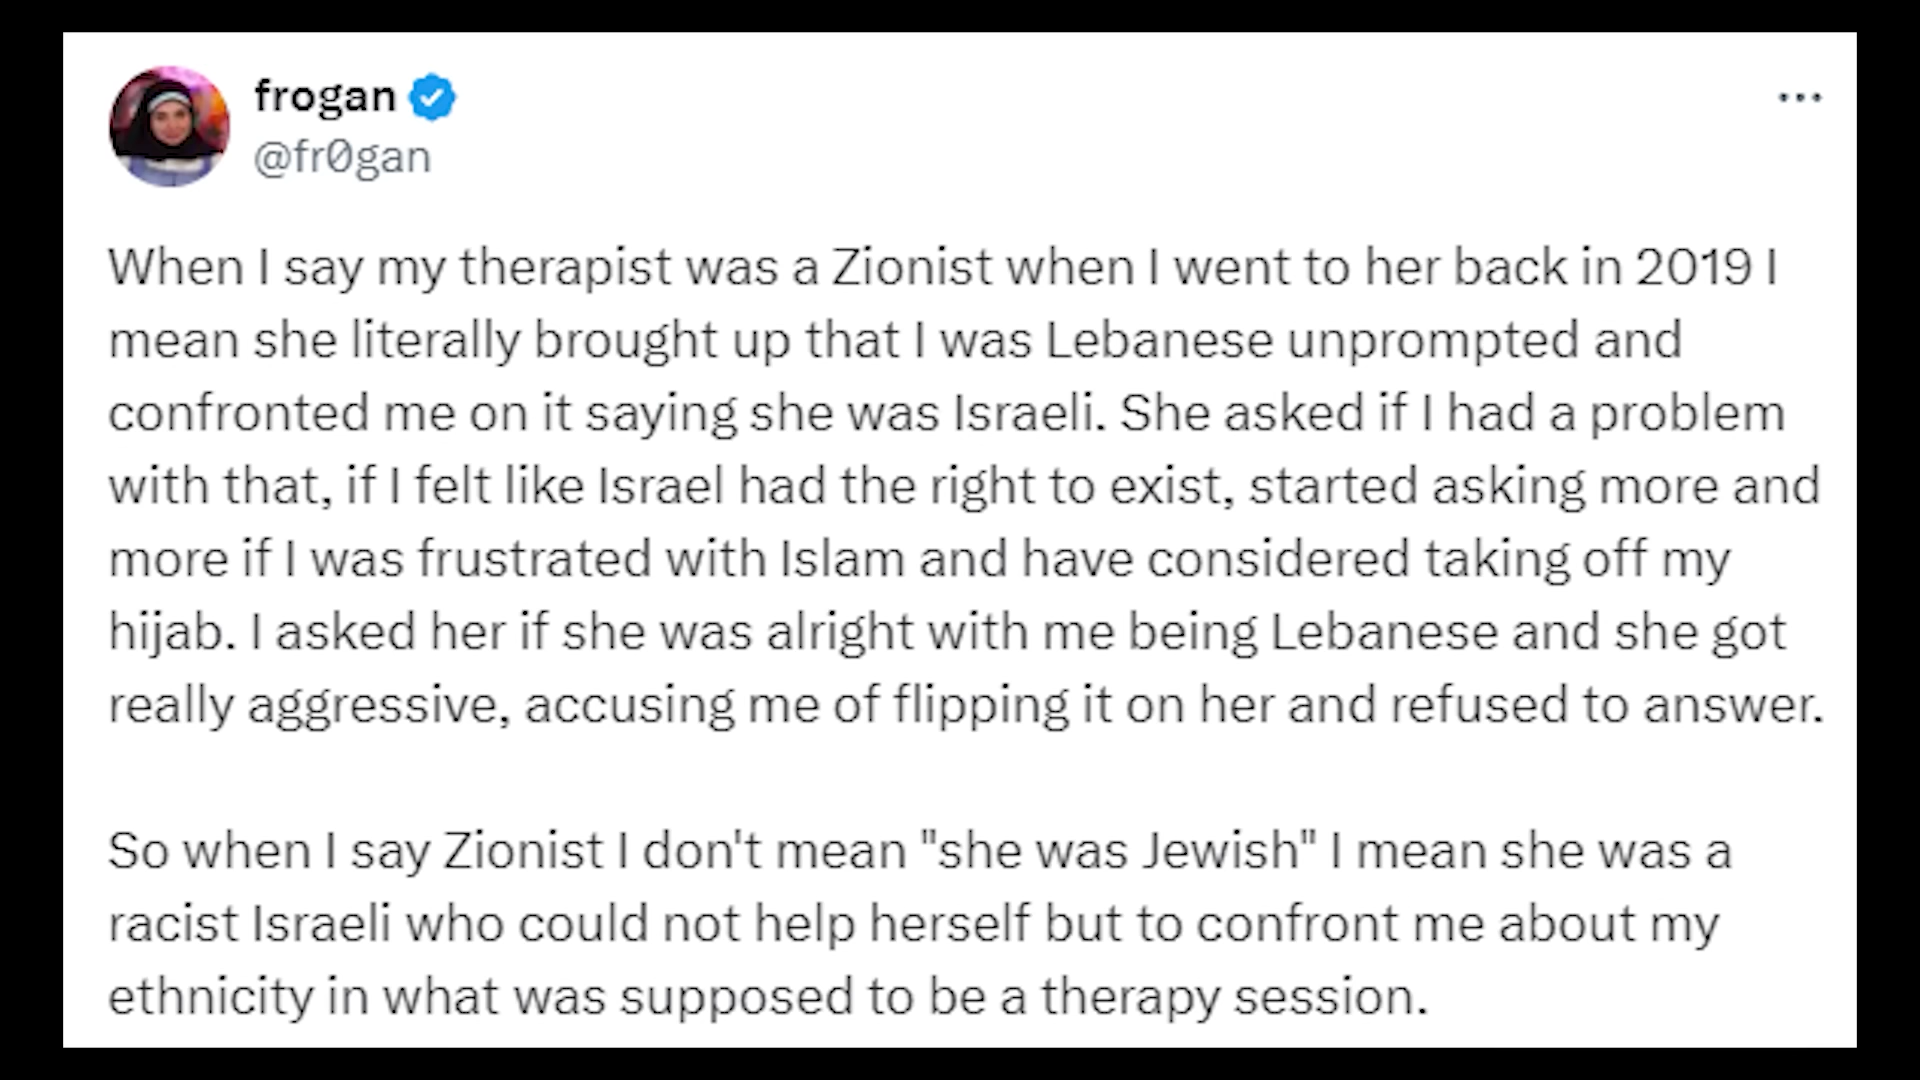 frogan
@fr0gan
When I say my therapist was a Zionist when I went to her back in 2019 I
mean she literally brought up that I was Lebanese unprompted and
confronted me on it saying she was Israeli. She asked if I had a problem
with that, if I felt like Israel had the right to exist, started asking more and
more if I was frustrated with Islam and have considered taking off my
hijab. I asked her if she was alright with me being Lebanese and she got
really aggressive, accusing me of flipping it on her and refused to answer.
So when I say Zionist I don't mean "she was Jewish" I mean she was a
racist Israeli who could not help herself but to confront me about my
ethnicity in what was supposed to be a therapy session.